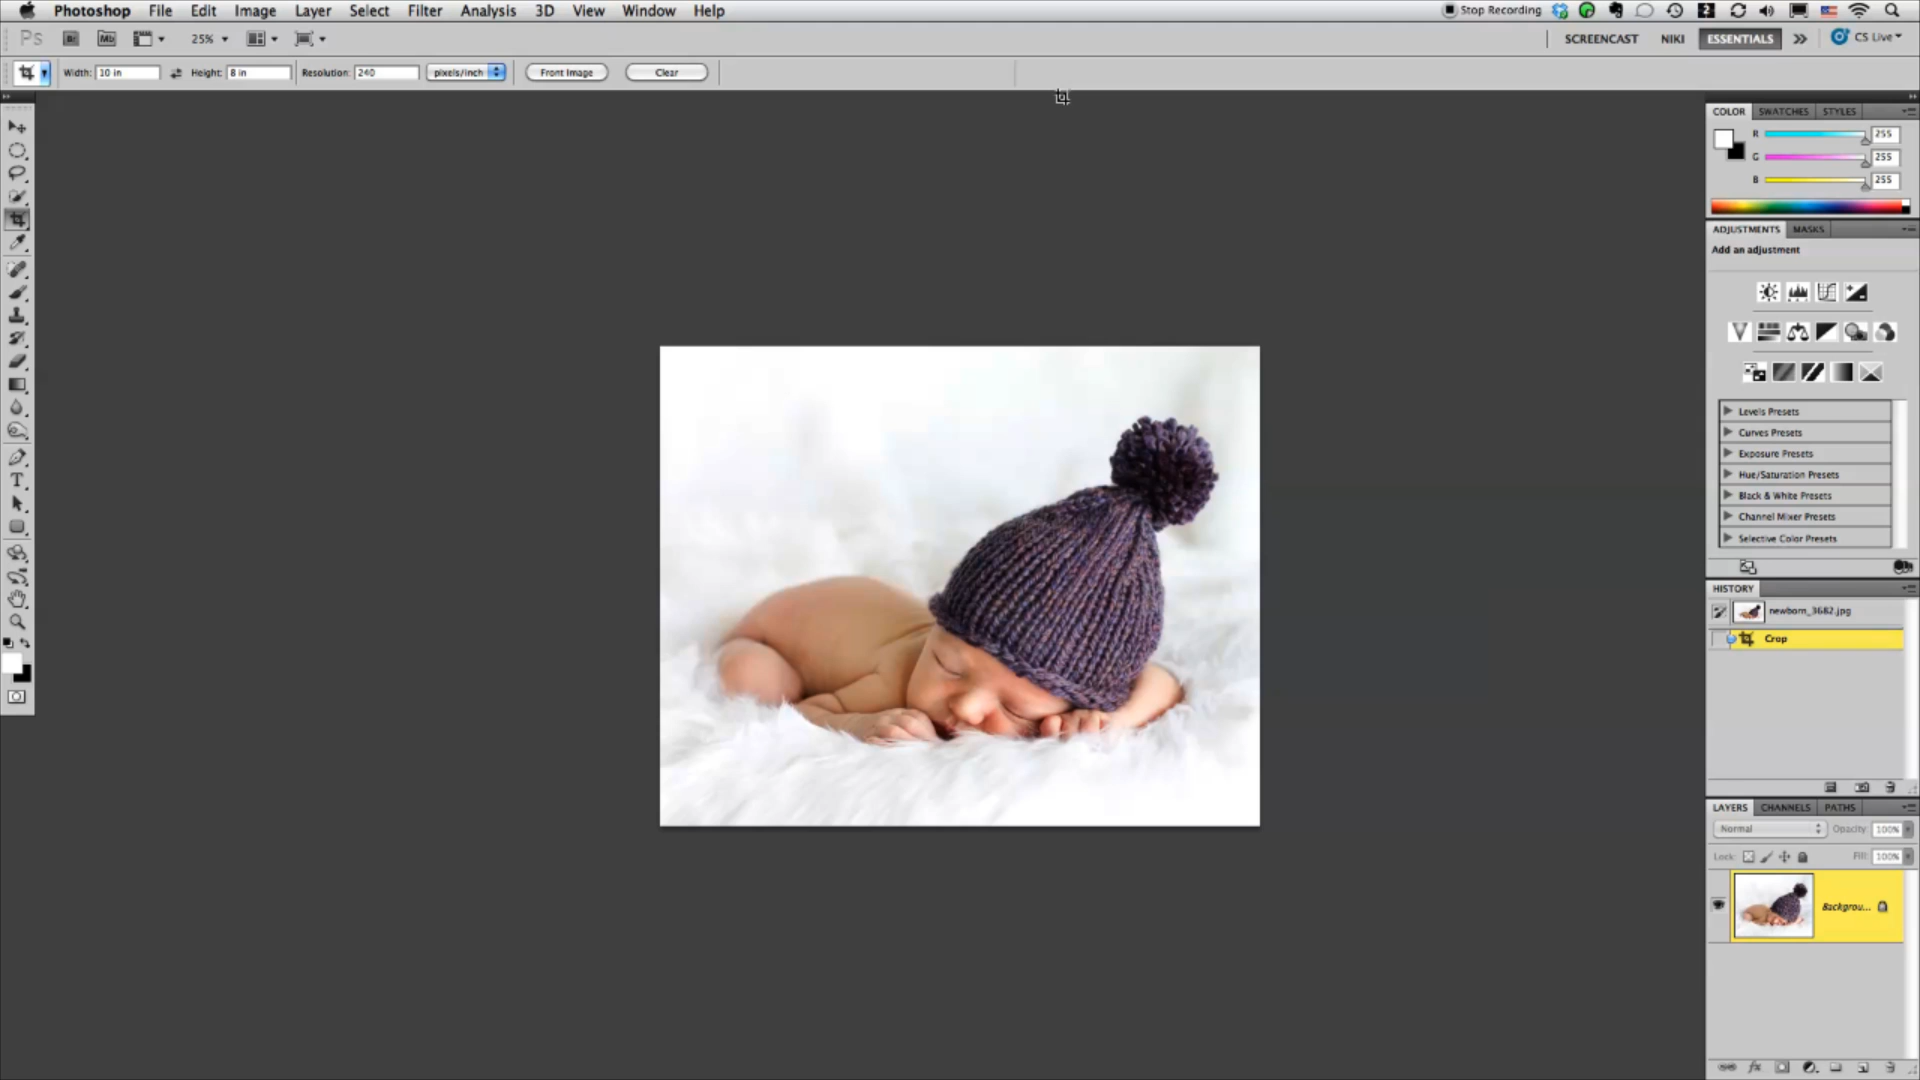 Photoshop File Edit Image Layer Select Filter Analysis 3D View Window Help Stop Recording
Ps Br Mb 25% SCREENCAST NIKI ESSENTIALS CS Live
Width: 10 in Height: 8 in Resolution: 240 pixels/inch Front Image Clear
COLOR SWATCHES STYLES
R 255
G 255
B 255
ADJUSTMENTS MASKS
Add an adjustment
Levels Presets
Curves Presets
Exposure Presets
Hue/Saturation Presets
Black & White Presets
Channel Mixer Presets
Selective Color Presets
HISTORY
newborn_3682.jpg
Crop
LAYERS CHANNELS PATHS
Normal Opacity: 100%
Lock: Fill: 100%
Backgrou...